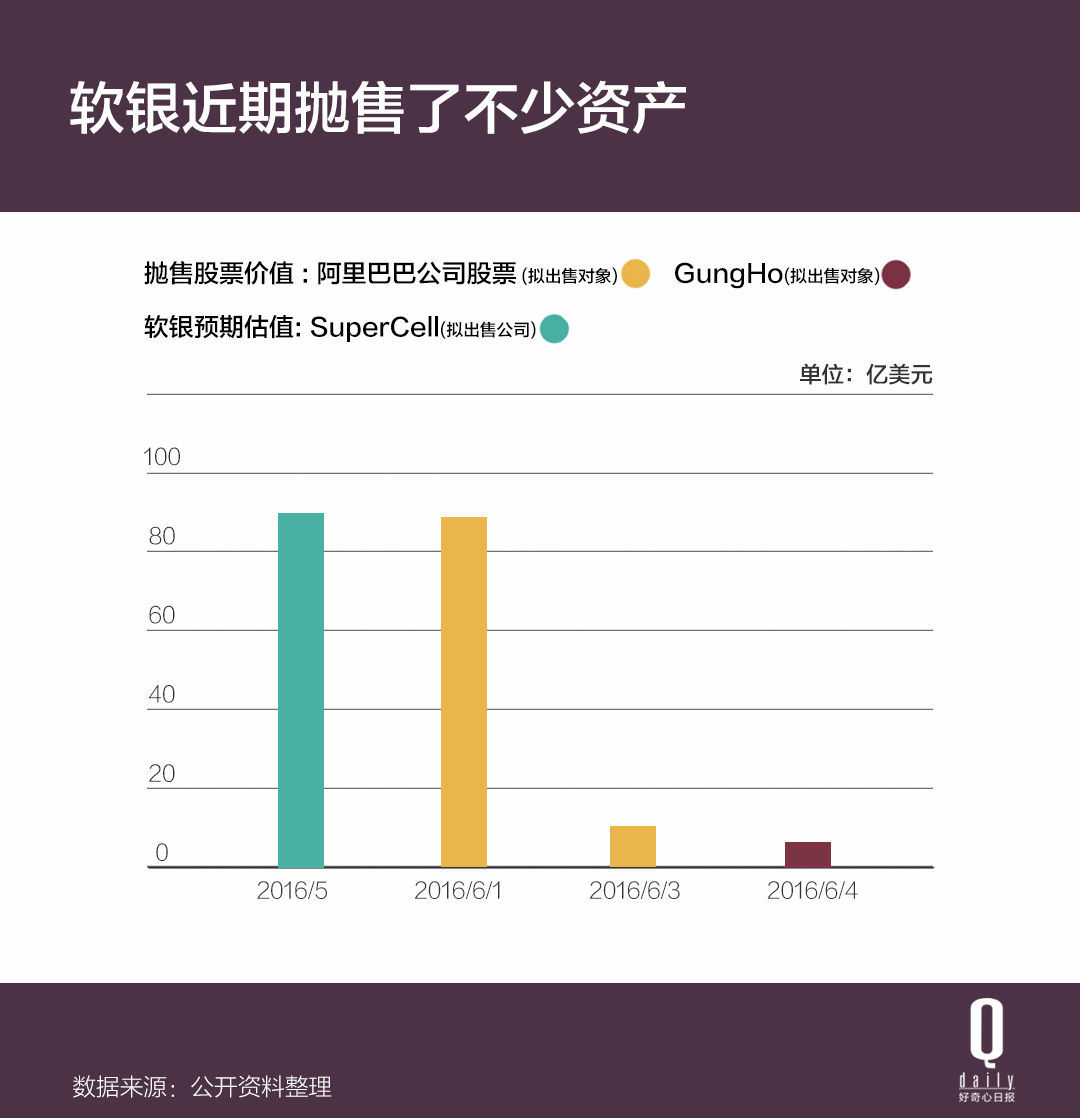 软银近期抛售了不少资产
抛售股票价值：阿里巴巴公司股票 (拟出售对象) GungHo(拟出售对象)
软银预期估值: SuperCell(拟出售公司)
单位：亿美元
100
80
60
40
20
0
2016/5 2016/6/1 2016/6/3 2016/6/4
数据来源：公开资料整理
Q
daily
好奇心日报